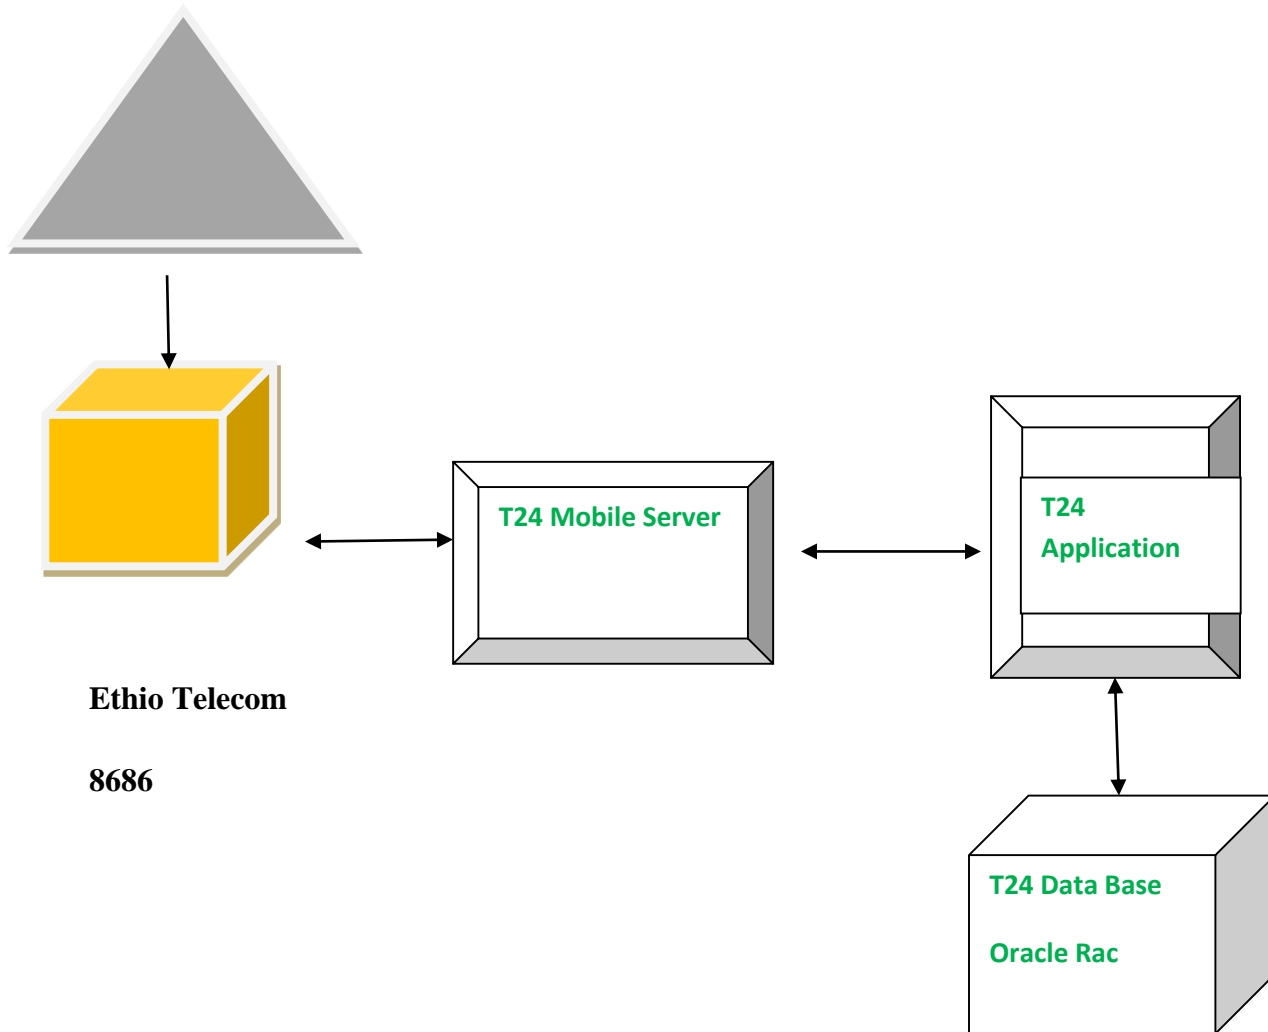 T24 Mobile Server
T24
Application
Ethio Telecom
8686
T24 Data Base
Oracle Rac